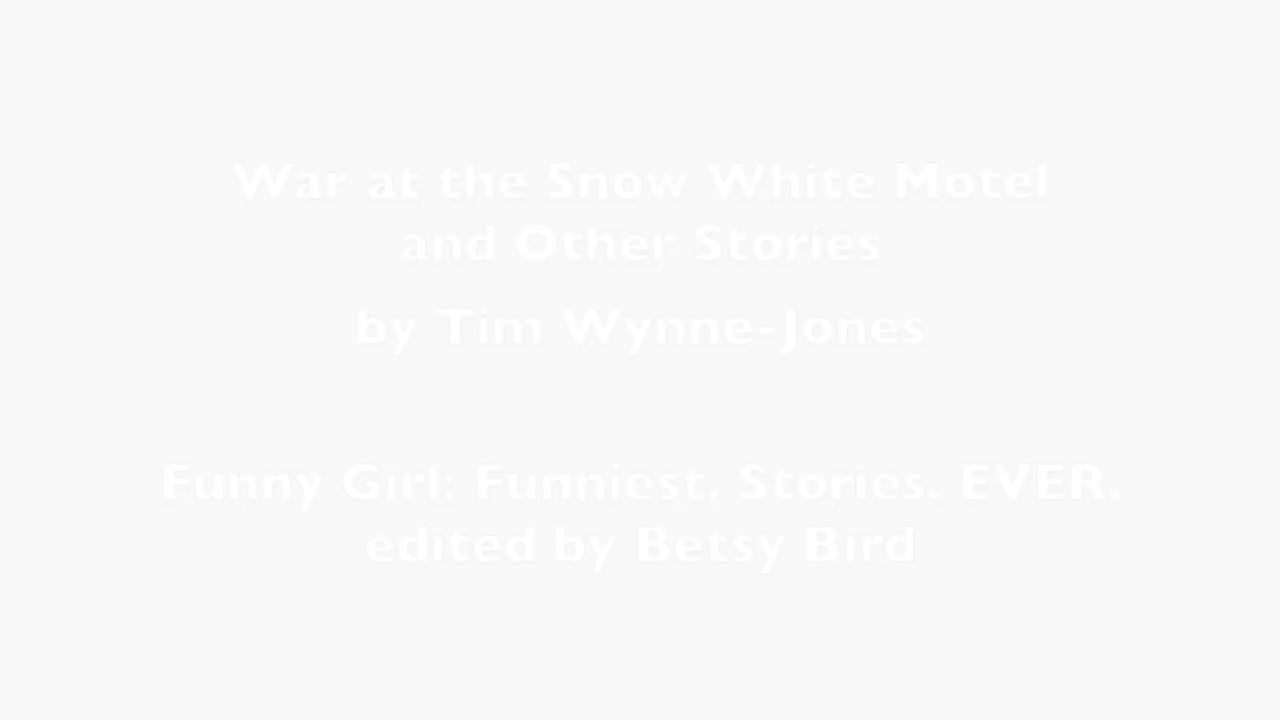 War at the Snow White Motel
and Other Stories
by Tim Wynne-Jones
Funny Girl: Funniest. Stories. EVER.
edited by Betsy Bird